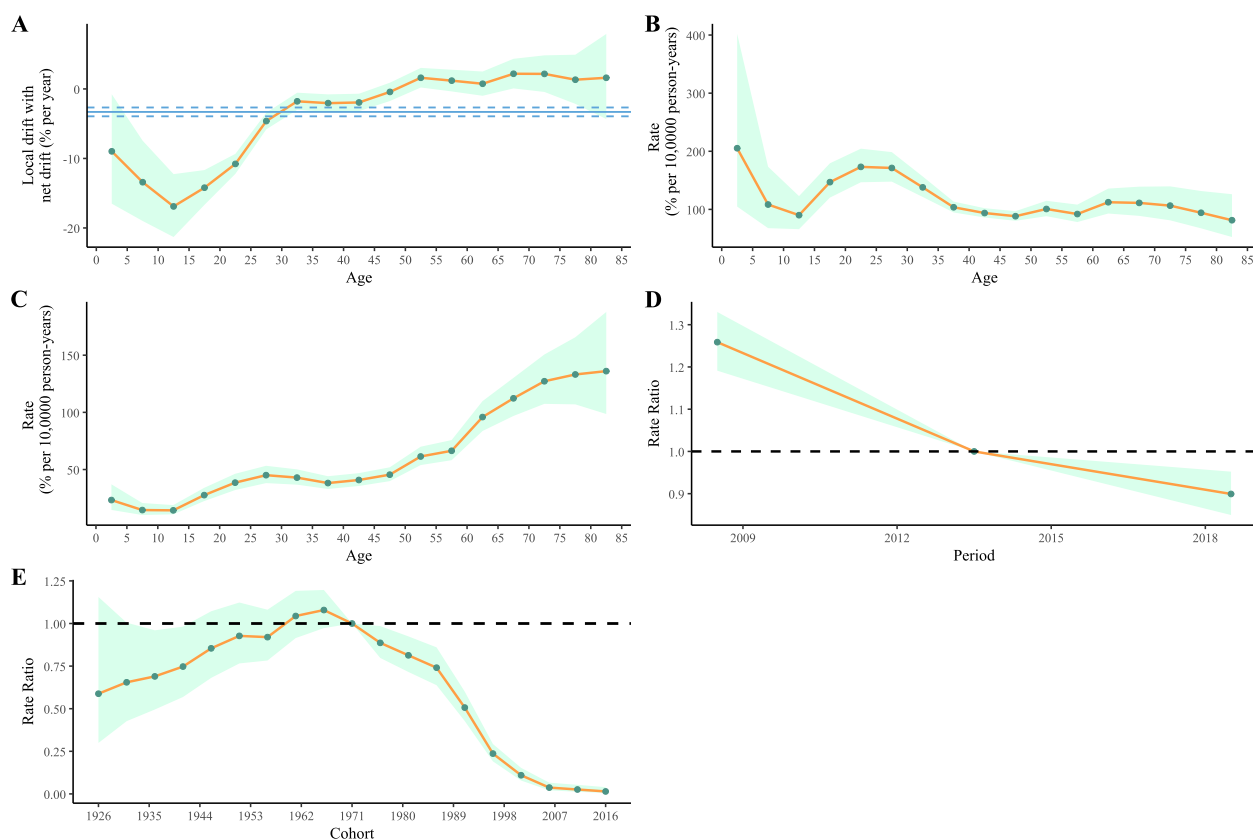 A
Local drift with
net drift (% per year)
0
-10
-20
0 5 10 15 20 25 30 35 40 45 50 55 60 65 70 75 80 85
Age
B
Rate
(% per 10,0000 person-years)
400
300
200
100
0 5 10 15 20 25 30 35 40 45 50 55 60 65 70 75 80 85
Age
C
Rate
(% per 10,0000 person-years)
150
100
50
0 5 10 15 20 25 30 35 40 45 50 55 60 65 70 75 80 85
Age
D
Rate Ratio
1.3
1.2
1.1
1.0
0.9
2009 2012 2015 2018
Period
E
Rate Ratio
1.25
1.00
0.75
0.50
0.25
0.00
1926 1935 1944 1953 1962 1971 1980 1989 1998 2007 2016
Cohort